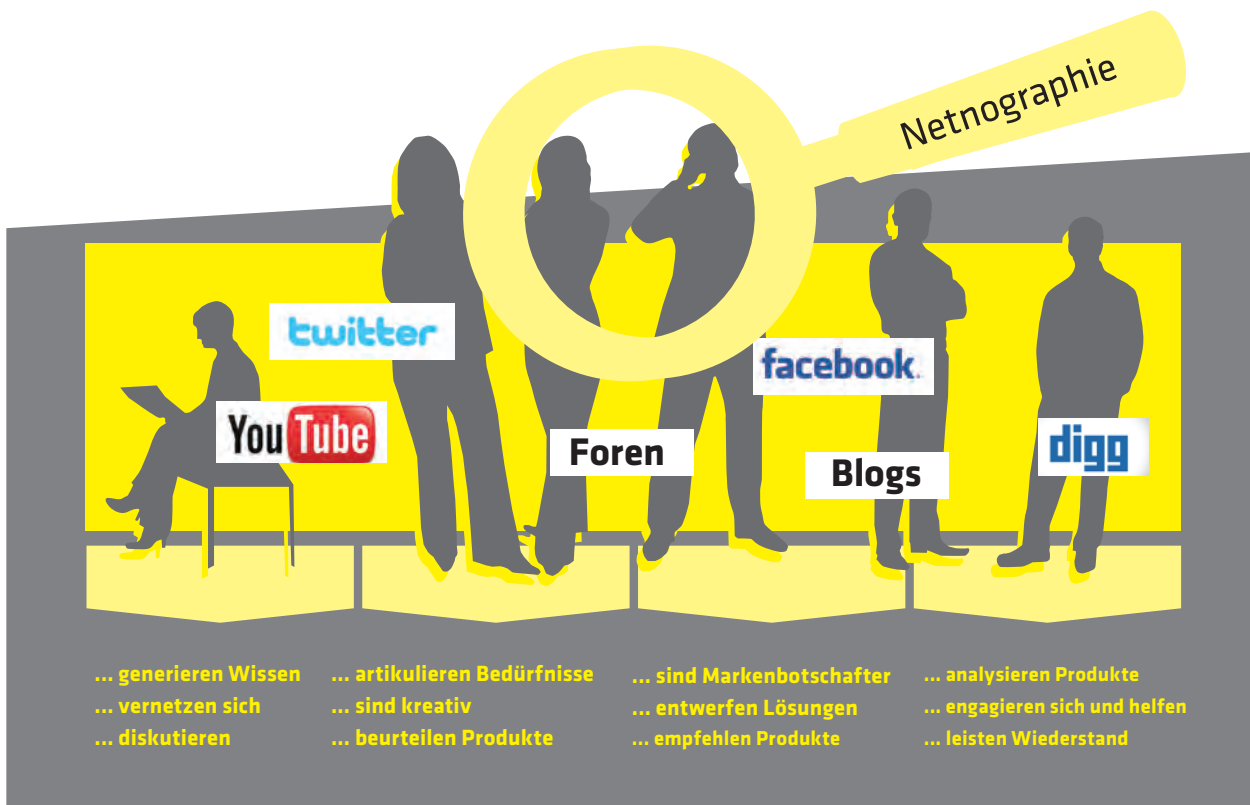 Netnographie
twitter
facebook
YouTube
Foren
Blogs
digg
... generieren Wissen
... vernetzen sich
... diskutieren
... artikulieren Bedürfnisse
... sind kreativ
... beurteilen Produkte
... sind Markenbotschafter
... entwerfen Lösungen
... empfehlen Produkte
... analysieren Produkte
... engagieren sich und helfen
... leisten Wiederstand